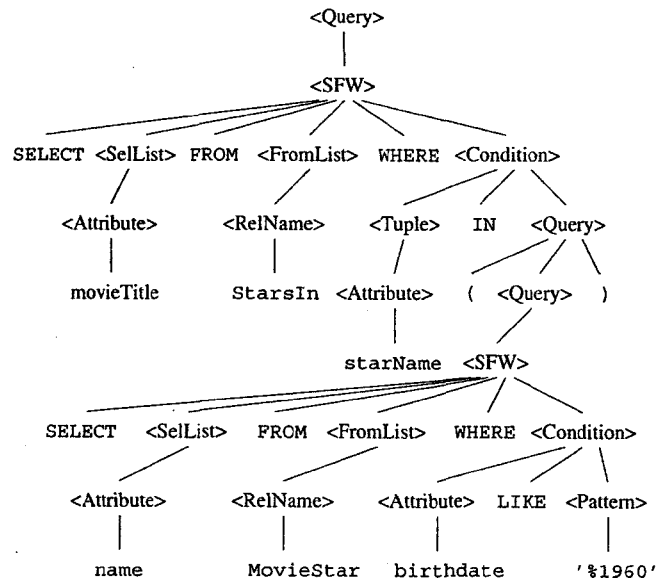 <Query>
<SFW>
SELECT <SelList> FROM <FromList> WHERE <Condition>
<Attribute> <RelName> <Tuple> IN <Query>
movieTitle StarsIn <Attribute> ( <Query> )
starName <SFW>
SELECT <SelList> FROM <FromList> WHERE <Condition>
<Attribute> <RelName> <Attribute> LIKE <Pattern>
name MovieStar birthdate '%1960'